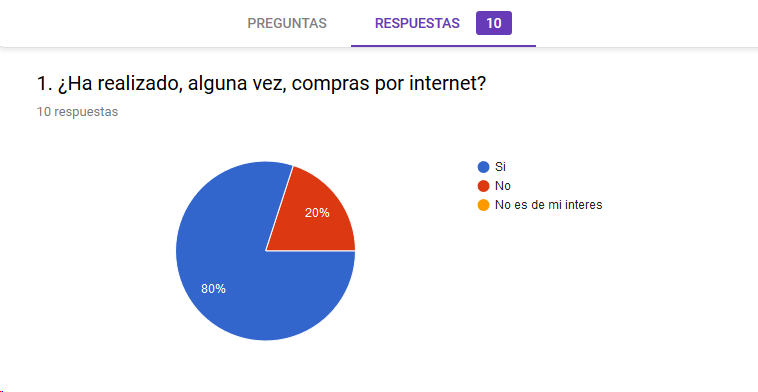 PREGUNTAS RESPUESTAS 10
1. ¿Ha realizado, alguna vez, compras por internet?
10 respuestas
Si
No
No es de mi interes
20%
80%